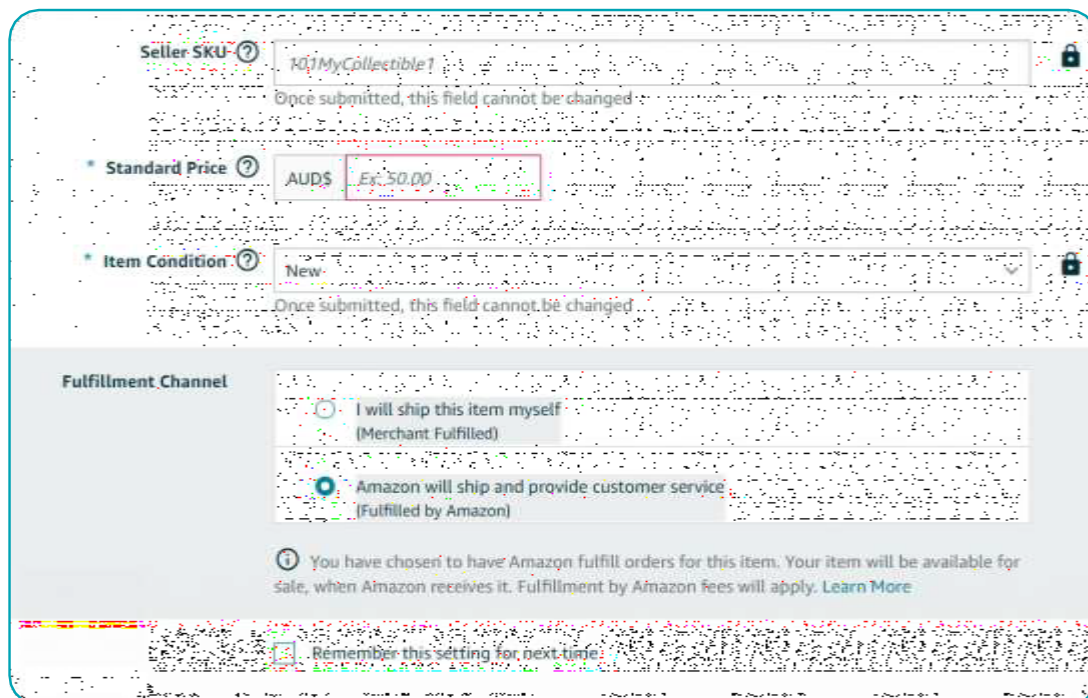 Seller SKU
101MyCollectible1
Once submitted, this field cannot be changed
* Standard Price
AUD$ Ex: 50.00
* Item Condition
New
Once submitted, this field cannot be changed
Fulfillment Channel
I will ship this item myself
(Merchant Fulfilled)
Amazon will ship and provide customer service
(Fulfilled by Amazon)
You have chosen to have Amazon fulfill orders for this item. Your item will be available for
sale, when Amazon receives it. Fulfillment by Amazon fees will apply. Learn More
Remember this setting for next time